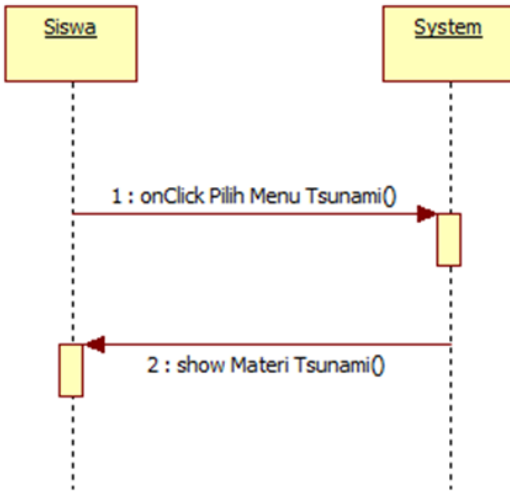 Siswa
System
1 : onClick Pilih Menu Tsunami()
2 : show Materi Tsunami()